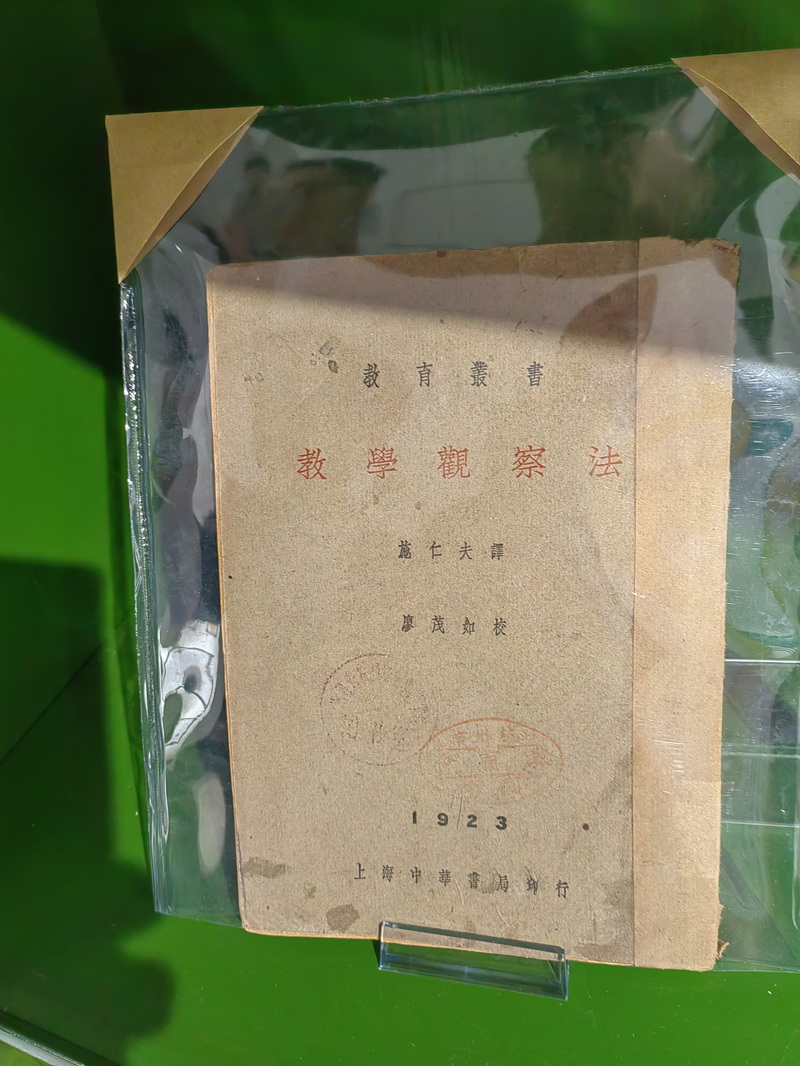 教育叢書
教學觀察法
施仁夫譯
廖茂如校
1923
上海中華書局印行